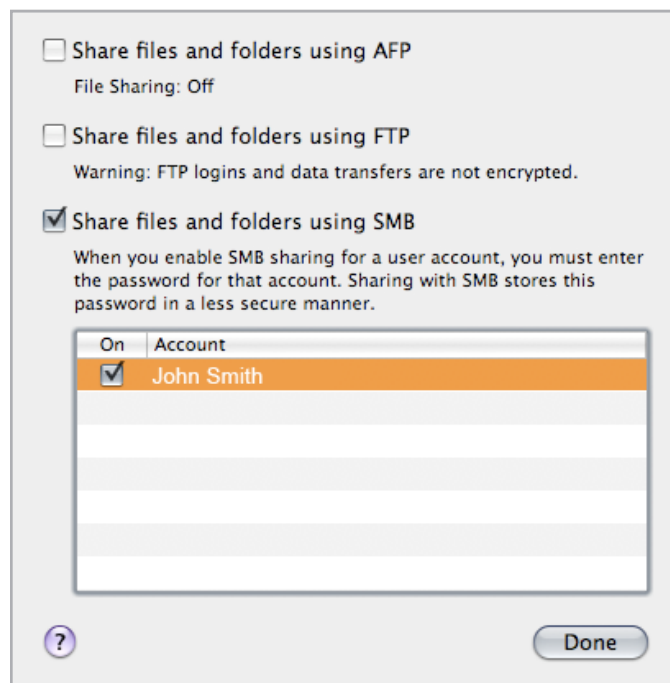 Share files and folders using AFP
File Sharing: Off
Share files and folders using FTP
Warning: FTP logins and data transfers are not encrypted.
Share files and folders using SMB
When you enable SMB sharing for a user account, you must enter
the password for that account. Sharing with SMB stores this
password in a less secure manner.
On Account
John Smith
? Done